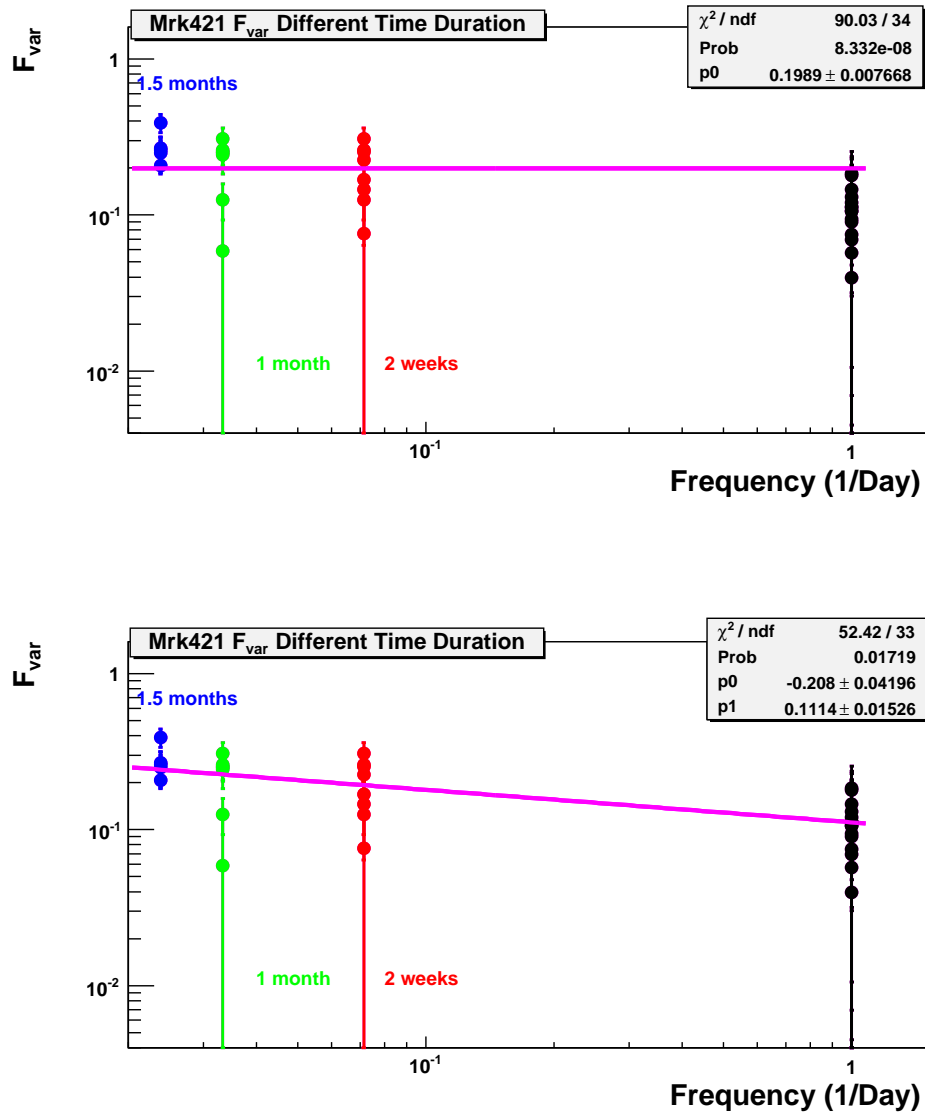 Mrk421 Fvar Different Time Duration
χ² / ndf 90.03 / 34
Prob 8.332e-08
p0 0.1989 ± 0.007668
Fvar
1
1.5 months
10⁻¹
1 month
2 weeks
10⁻²
10⁻¹
1
Frequency (1/Day)
Mrk421 Fvar Different Time Duration
χ² / ndf 52.42 / 33
Prob 0.01719
p0 -0.208 ± 0.04196
p1 0.1114 ± 0.01526
Fvar
1
1.5 months
10⁻¹
1 month
2 weeks
10⁻²
10⁻¹
1
Frequency (1/Day)